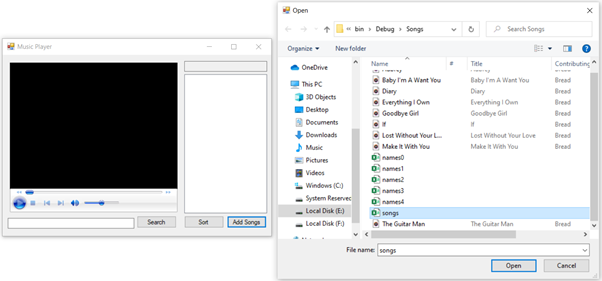 Music Player
Search
Sort
Add Songs
Open
« bin > Debug > Songs
Search Songs
Organize
New folder
Name
#
Title
Contributing
OneDrive
This PC
3D Objects
Desktop
Documents
Downloads
Music
Pictures
Videos
Windows (C:)
System Reserved
Local Disk (E:)
Local Disk (F:)
Aubrey Aubrey Bread
Baby I'm A Want You Baby I'm A Want You Bread
Diary Diary Bread
Everything I Own Everything I Own Bread
Goodbye Girl Goodbye Girl Bread
If If Bread
Lost Without Your L... Lost Without Your Love Bread
Make It With You Make It With You Bread
names0
names1
names2
names3
names4
songs
The Guitar Man The Guitar Man Bread
File name: songs
Open
Cancel